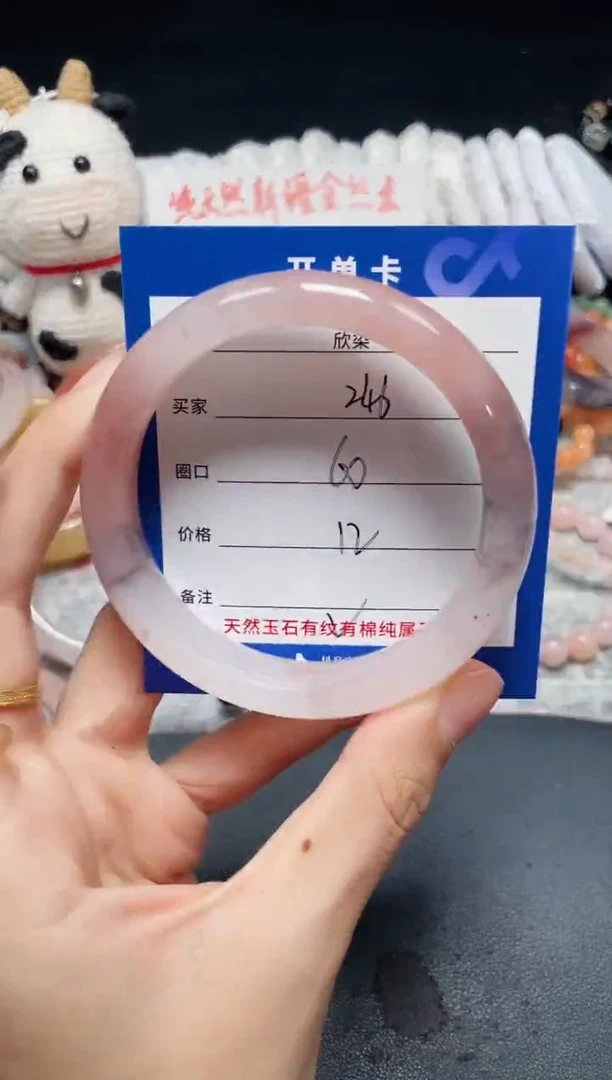 开单卡
欣染
买家 246
圈口 60
价格 12
备注
天然玉石有纹有棉纯属